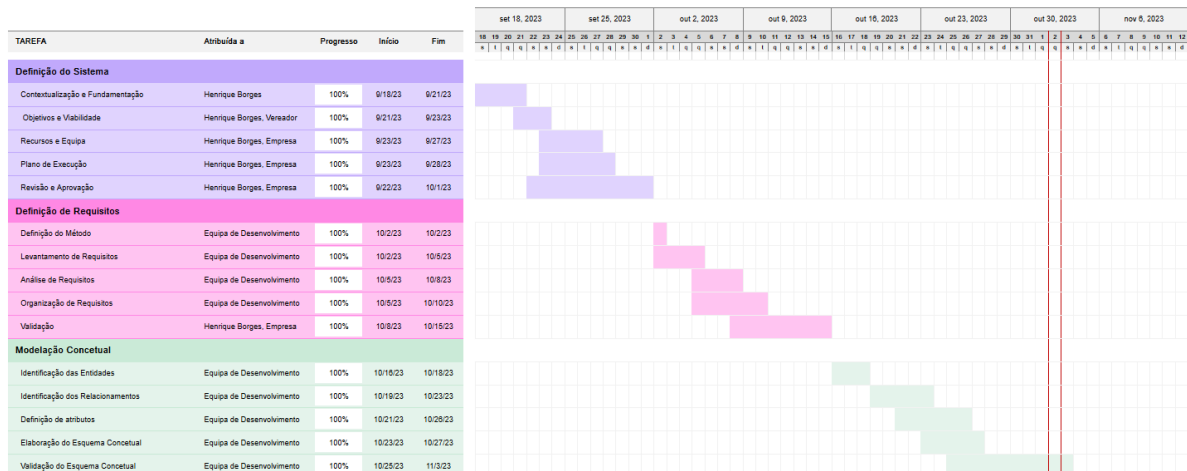 set 18, 2023 set 25, 2023 out 2, 2023 out 9, 2023 out 16, 2023 out 23, 2023 out 30, 2023 nov 6, 2023
TAREFA Atribuída a Progresso Início Fim 18 19 20 21 22 23 24 25 26 27 28 29 30 1 2 3 4 5 6 7 8 9 10 11 12 13 14 15 16 17 18 19 20 21 22 23 24 25 26 27 28 29 30 31 1 2 3 4 5 6 7 8 9 10 11 12
s t q q s s d s t q q s s d s t q q s s d s t q q s s d s t q q s s d s t q q s s d s t q q s s d s t q q s s d
Definição do Sistema
Contextualização e Fundamentação Henrique Borges 100% 9/18/23 9/21/23
Objetivos e Viabilidade Henrique Borges, Vereador 100% 9/21/23 9/23/23
Recursos e Equipa Henrique Borges, Empresa 100% 9/23/23 9/27/23
Plano de Execução Henrique Borges, Empresa 100% 9/23/23 9/28/23
Revisão e Aprovação Henrique Borges, Empresa 100% 9/22/23 10/1/23
Definição de Requisitos
Definição do Método Equipa de Desenvolvimento 100% 10/2/23 10/2/23
Levantamento de Requisitos Equipa de Desenvolvimento 100% 10/2/23 10/5/23
Análise de Requisitos Equipa de Desenvolvimento 100% 10/5/23 10/8/23
Organização de Requisitos Equipa de Desenvolvimento 100% 10/5/23 10/10/23
Validação Henrique Borges, Empresa 100% 10/8/23 10/15/23
Modelação Concetual
Identificação das Entidades Equipa de Desenvolvimento 100% 10/16/23 10/18/23
Identificação dos Relacionamentos Equipa de Desenvolvimento 100% 10/19/23 10/23/23
Definição de atributos Equipa de Desenvolvimento 100% 10/21/23 10/26/23
Elaboração do Esquema Concetual Equipa de Desenvolvimento 100% 10/23/23 10/27/23
Validação do Esquema Concetual Equipa de Desenvolvimento 100% 10/25/23 11/3/23